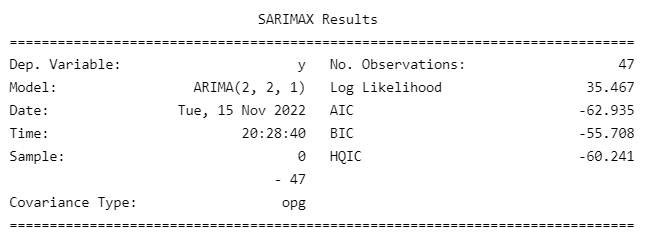 SARIMAX Results
==============================================================================
Dep. Variable: y No. Observations: 47
Model: ARIMA(2, 2, 1) Log Likelihood 35.467
Date: Tue, 15 Nov 2022 AIC -62.935
Time: 20:28:40 BIC -55.708
Sample: 0 HQIC -60.241
- 47
Covariance Type: opg
==============================================================================